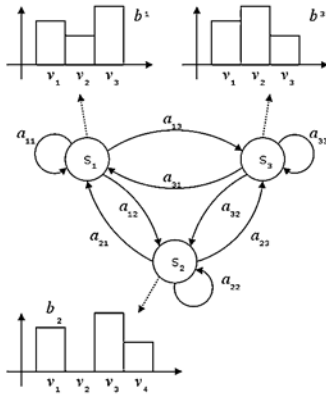 b¹
b³
v₁ v₂ v₃
v₁ v₂ v₃
a₁₁
a₁₃
a₃₃
S₁
S₃
a₃₁
a₁₂
a₃₂
a₂₁
a₂₃
S₂
a₂₂
b₂
v₁ v₂ v₃ v₄